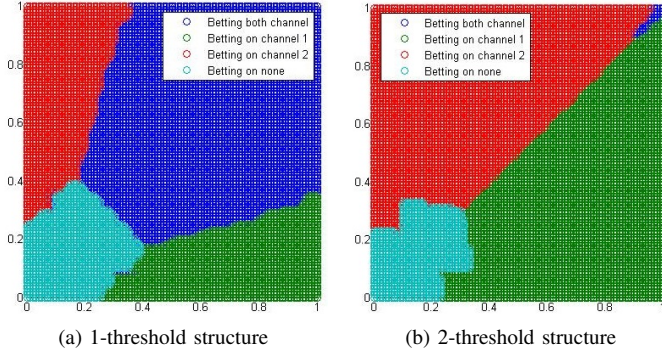 1
0.8
0.6
0.4
0.2
0
0 0.2 0.4 0.6 0.8 1
Betting both channel
Betting on channel 1
Betting on channel 2
Betting on none
(a) 1-threshold structure
1
0.8
0.6
0.4
0.2
0
0 0.2 0.4 0.6 0.8 1
Betting both channel
Betting on channel 1
Betting on channel 2
Betting on none
(b) 2-threshold structure